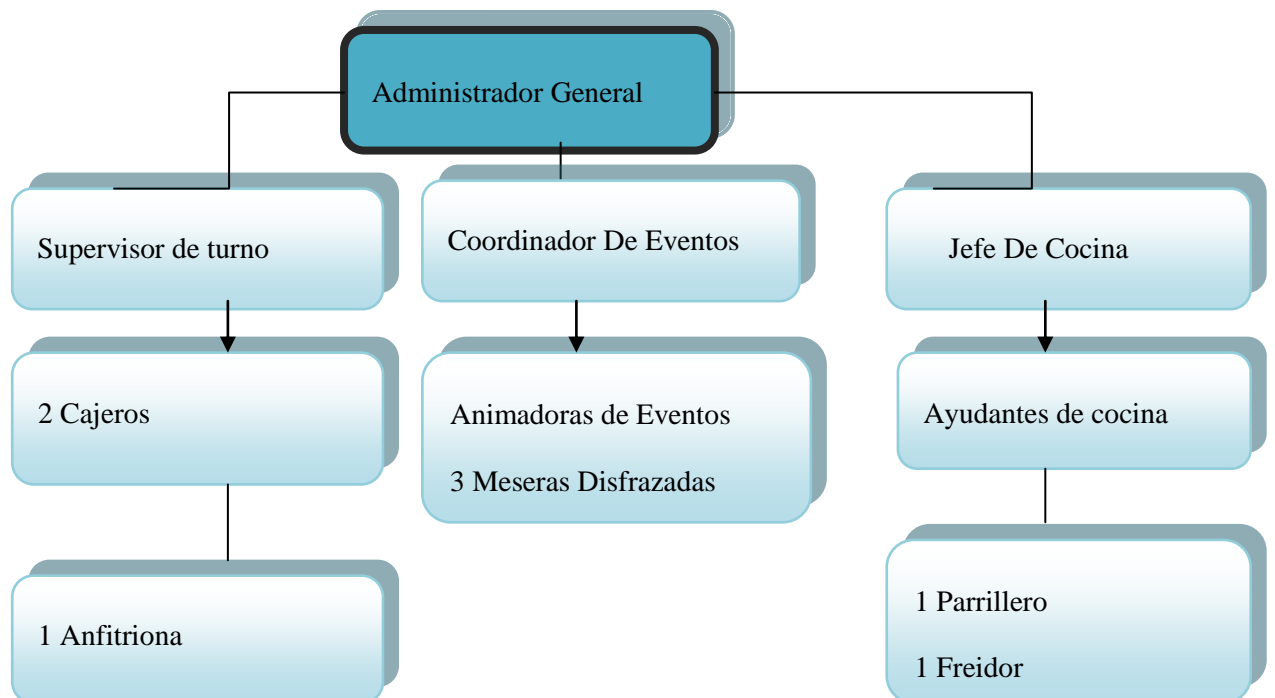 Administrador General
Supervisor de turno
Coordinador De Eventos
Jefe De Cocina
2 Cajeros
Animadoras de Eventos
3 Meseras Disfrazadas
Ayudantes de cocina
1 Anfitriona
1 Parrillero
1 Freidor